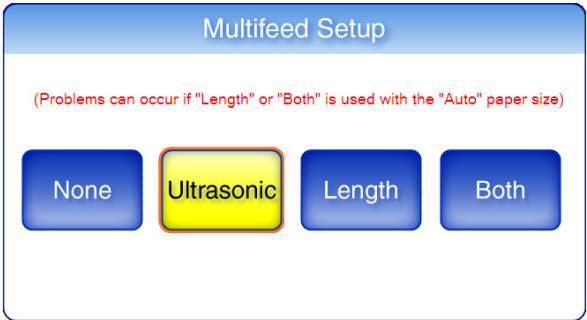 Multifeed Setup
(Problems can occur if "Length" or "Both" is used with the "Auto" paper size)
None Ultrasonic Length Both